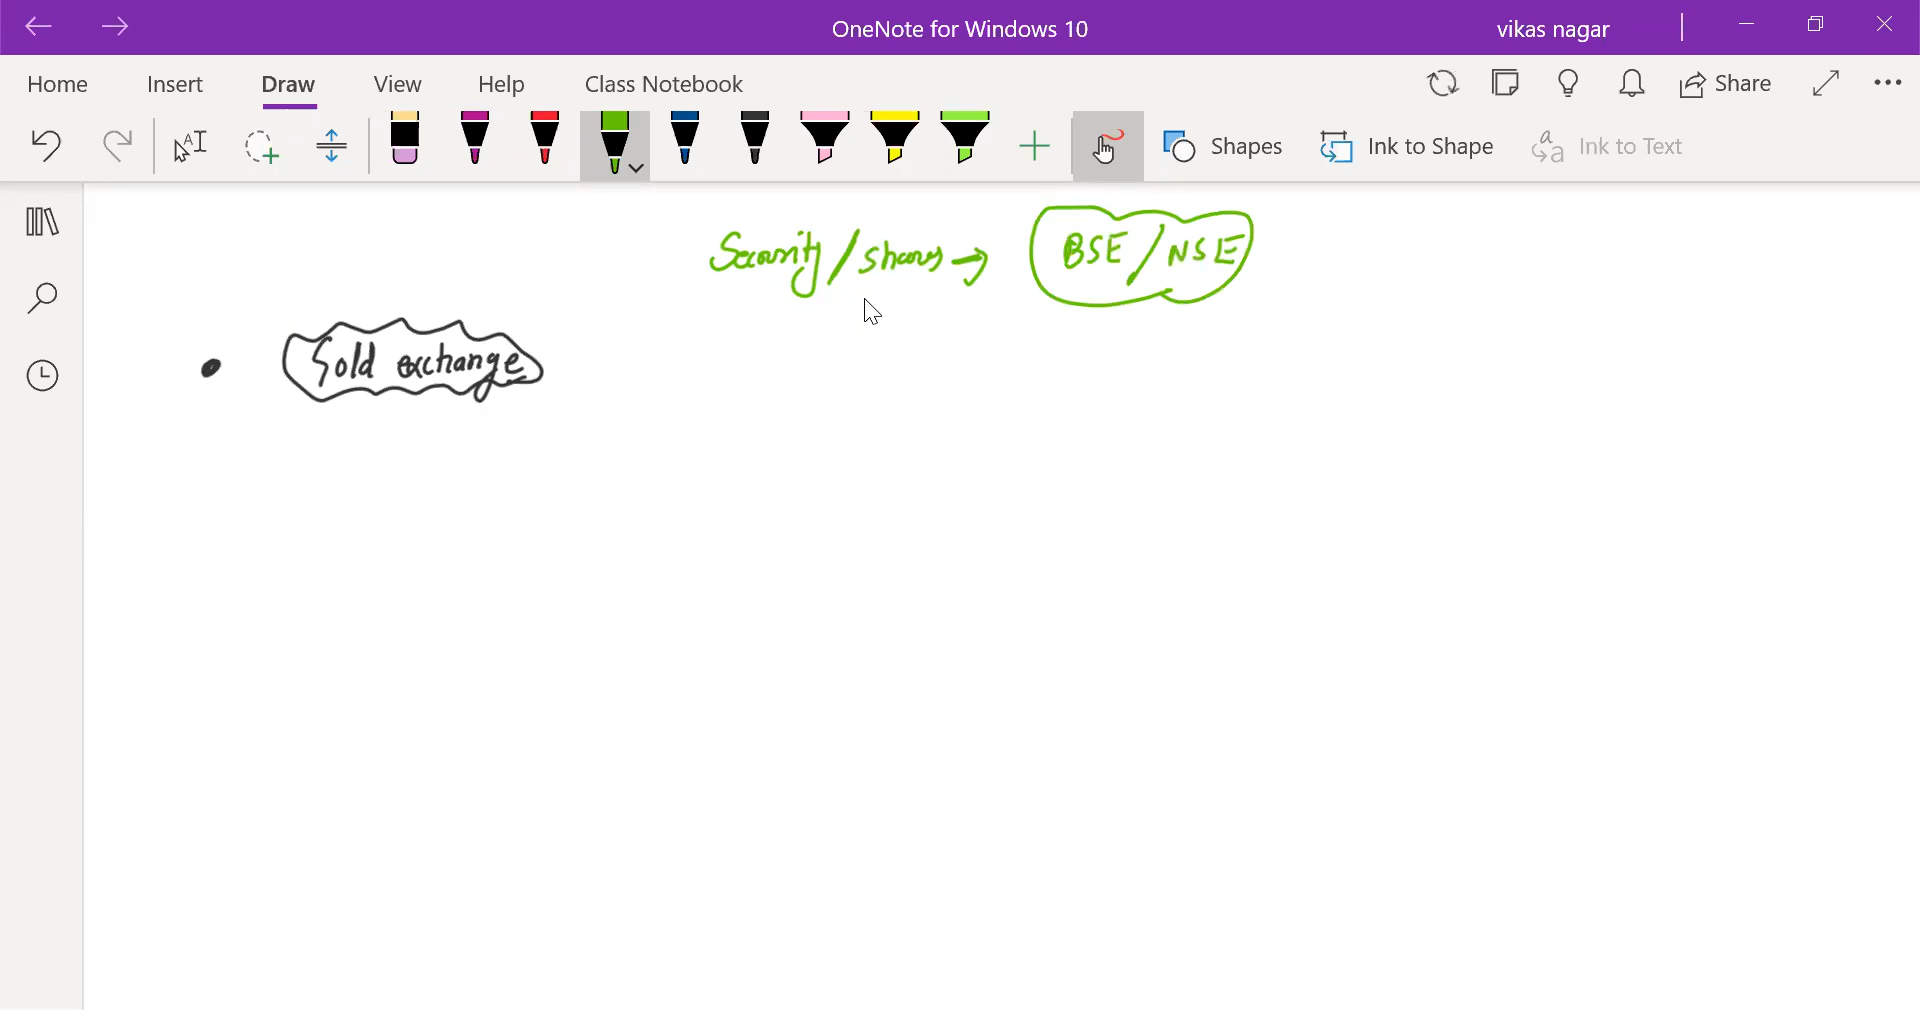 OneNote for Windows 10
vikas nagar
Home Insert Draw View Help Class Notebook
Share
Shapes Ink to Shape Ink to Text
Security/shares → BSE/NSE
• Gold exchange